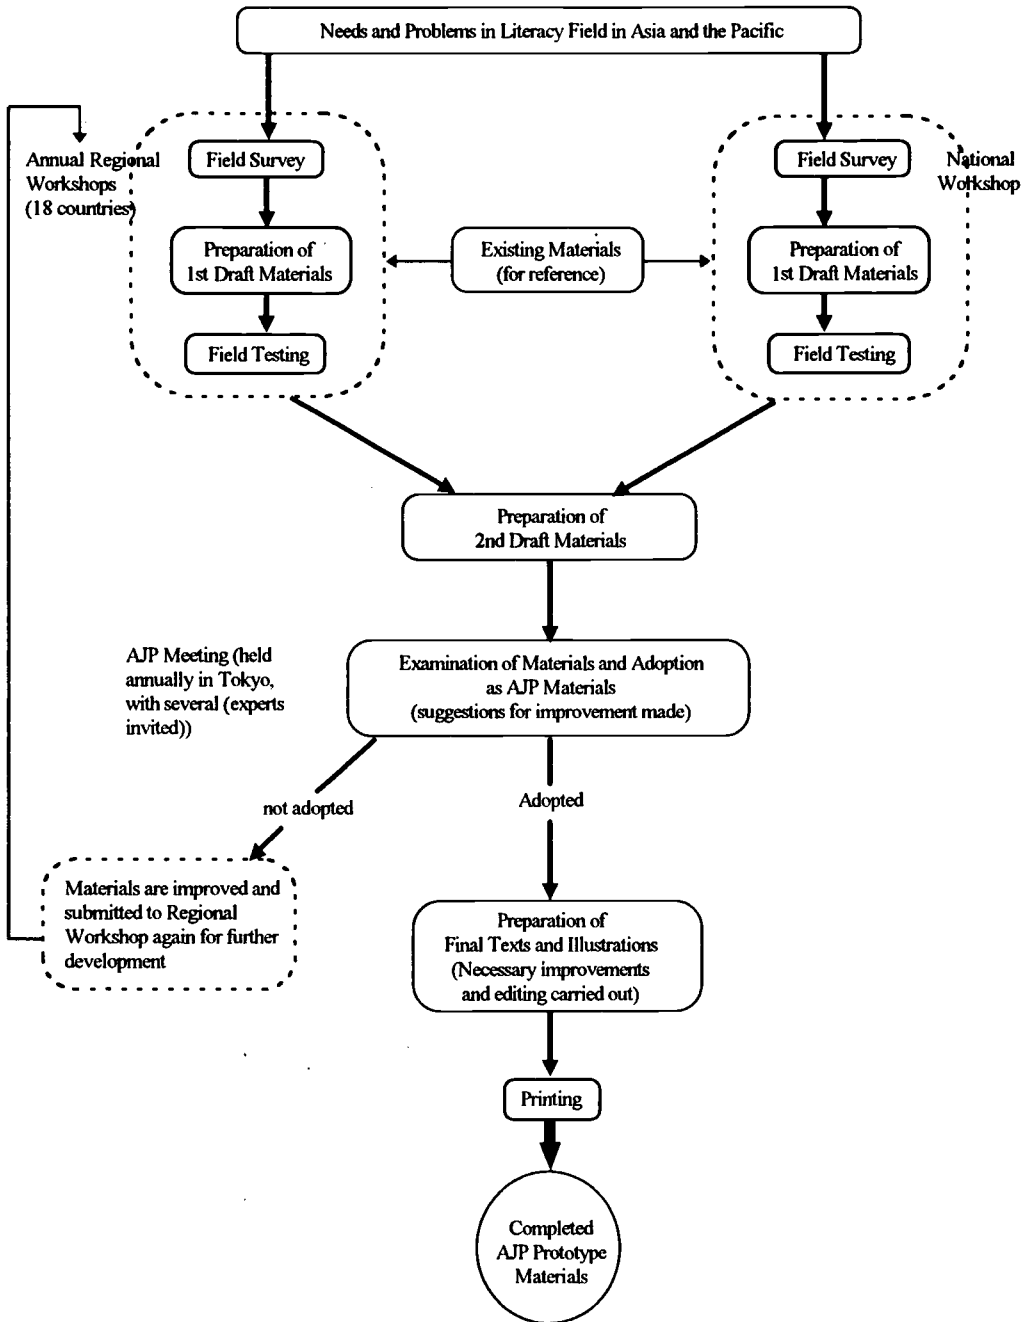 Needs and Problems in Literacy Field in Asia and the Pacific
Annual Regional
Workshops
(18 countries)
Field Survey
Preparation of
1st Draft Materials
Field Testing
Existing Materials
(for reference)
Field Survey
Preparation of
1st Draft Materials
Field Testing
National
Workshop
Preparation of
2nd Draft Materials
AJP Meeting (held
annually in Tokyo,
with several (experts
invited))
Examination of Materials and Adoption
as AJP Materials
(suggestions for improvement made)
not adopted
Adopted
Materials are improved and
submitted to Regional
Workshop again for further
development
Preparation of
Final Texts and Illustrations
(Necessary improvements
and editing carried out)
Printing
Completed
AJP Prototype
Materials